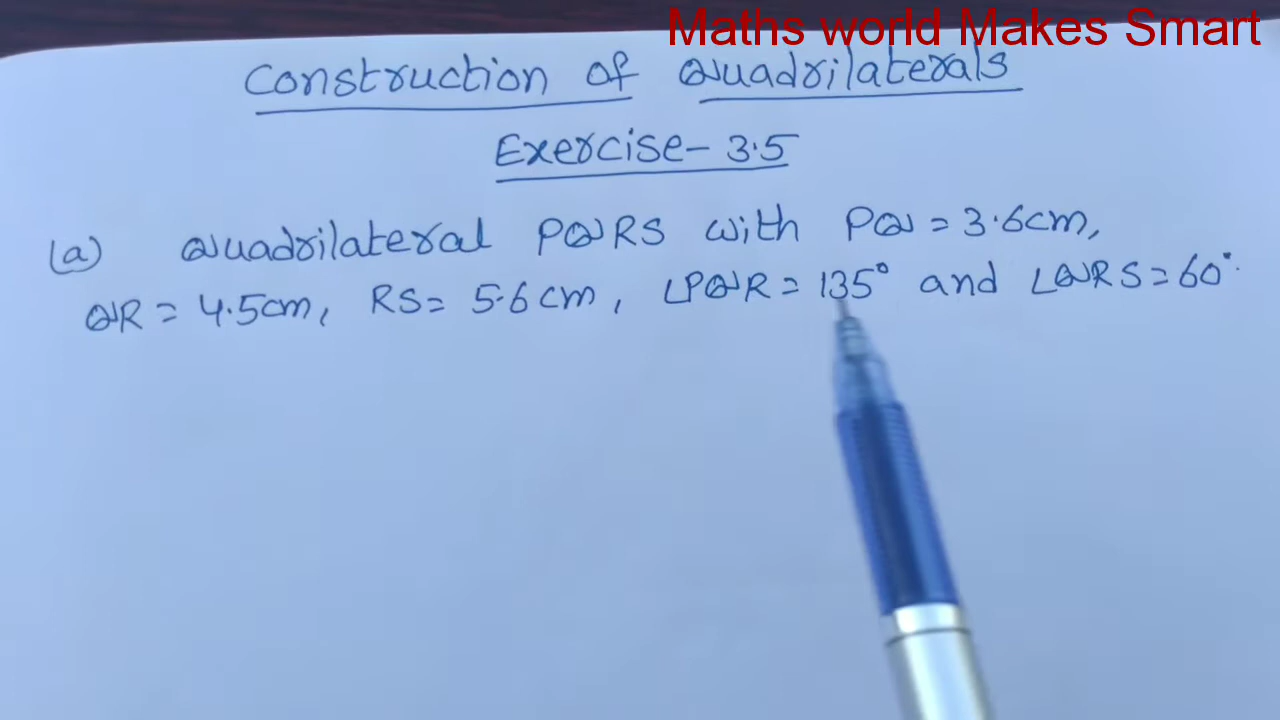 Maths world Makes Smart
Construction of Quadrilaterals
Exercise- 3.5
(a) Quadrilateral PQRS with PQ = 3.6cm,
QR = 4.5cm, RS= 5.6cm, ∠PQR= 135° and ∠QRS= 60°.